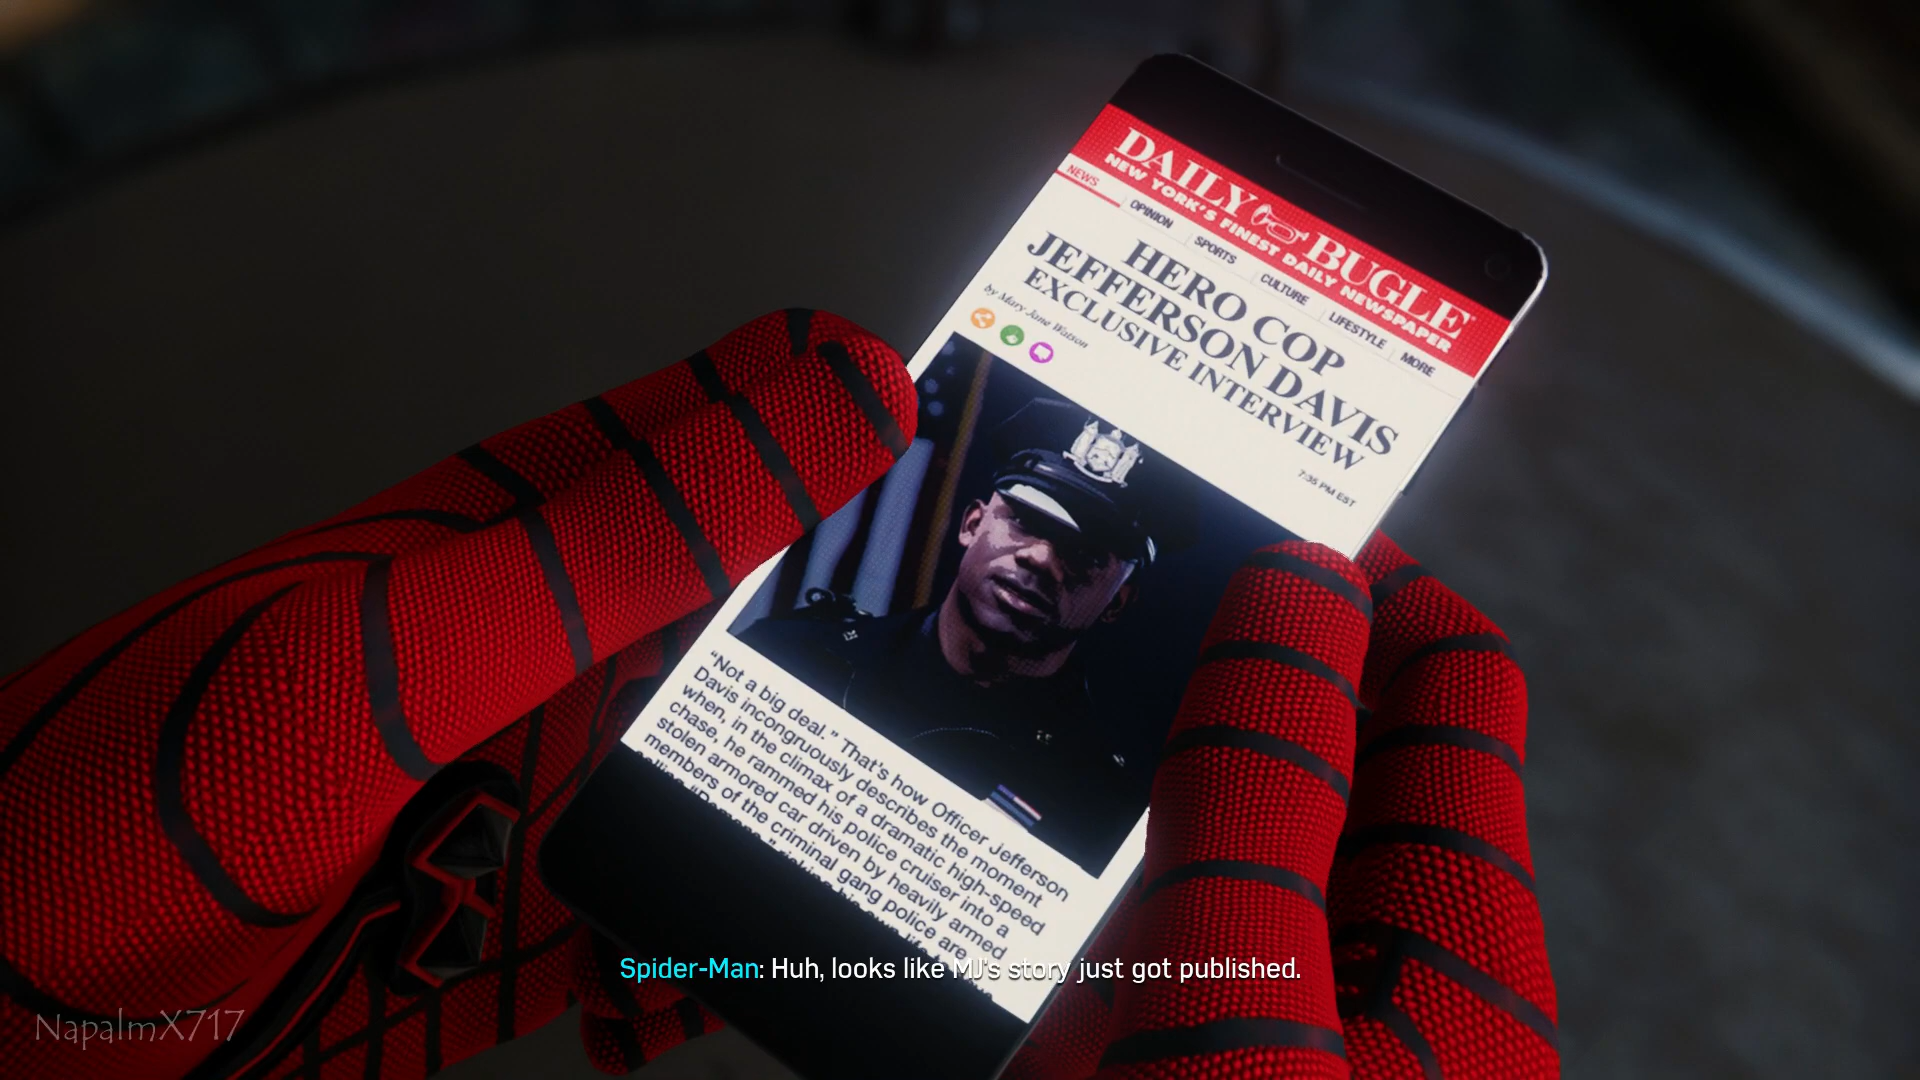 DAILY BUGLE
NEW YORK'S FINEST DAILY NEWSPAPER
NEWS OPINION SPORTS CULTURE LIFESTYLE MORE
HERO COP
JEFFERSON DAVIS
EXCLUSIVE INTERVIEW
by Mary Jane Watson
7:35 PM EST
“Not a big deal.” That's how Officer Jefferson
Davis incongruously describes the moment
when, in the climax of a dramatic high-speed
chase, he rammed his police cruiser into a
stolen armored car driven by heavily armed
members of the criminal gang police are
Spider-Man: Huh, looks like MJ's story just got published.
NapalmX717